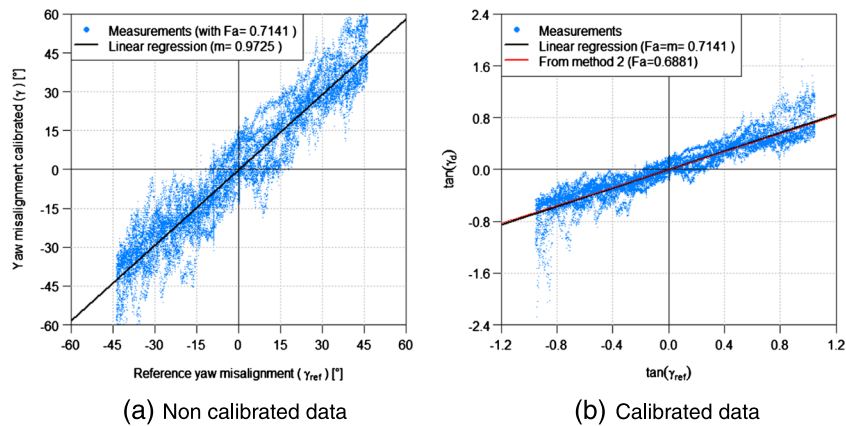 Measurements (with Fa= 0.7141 )
Linear regression (m= 0.9725 )
Yaw misalignment calibrated (γ) [°]
60
45
30
15
0
-15
-30
-45
-60
-60
-45
-30
-15
0
15
30
45
60
Reference yaw misalignment ( γref ) [°]
(a) Non calibrated data
Measurements
Linear regression (Fa=m= 0.7141 )
From method 2 (Fa=0.6881)
tan(γd)
2.4
1.6
0.8
0.0
-0.8
-1.6
-2.4
-1.2
-0.8
-0.4
0.0
0.4
0.8
1.2
tan(γref)
(b) Calibrated data